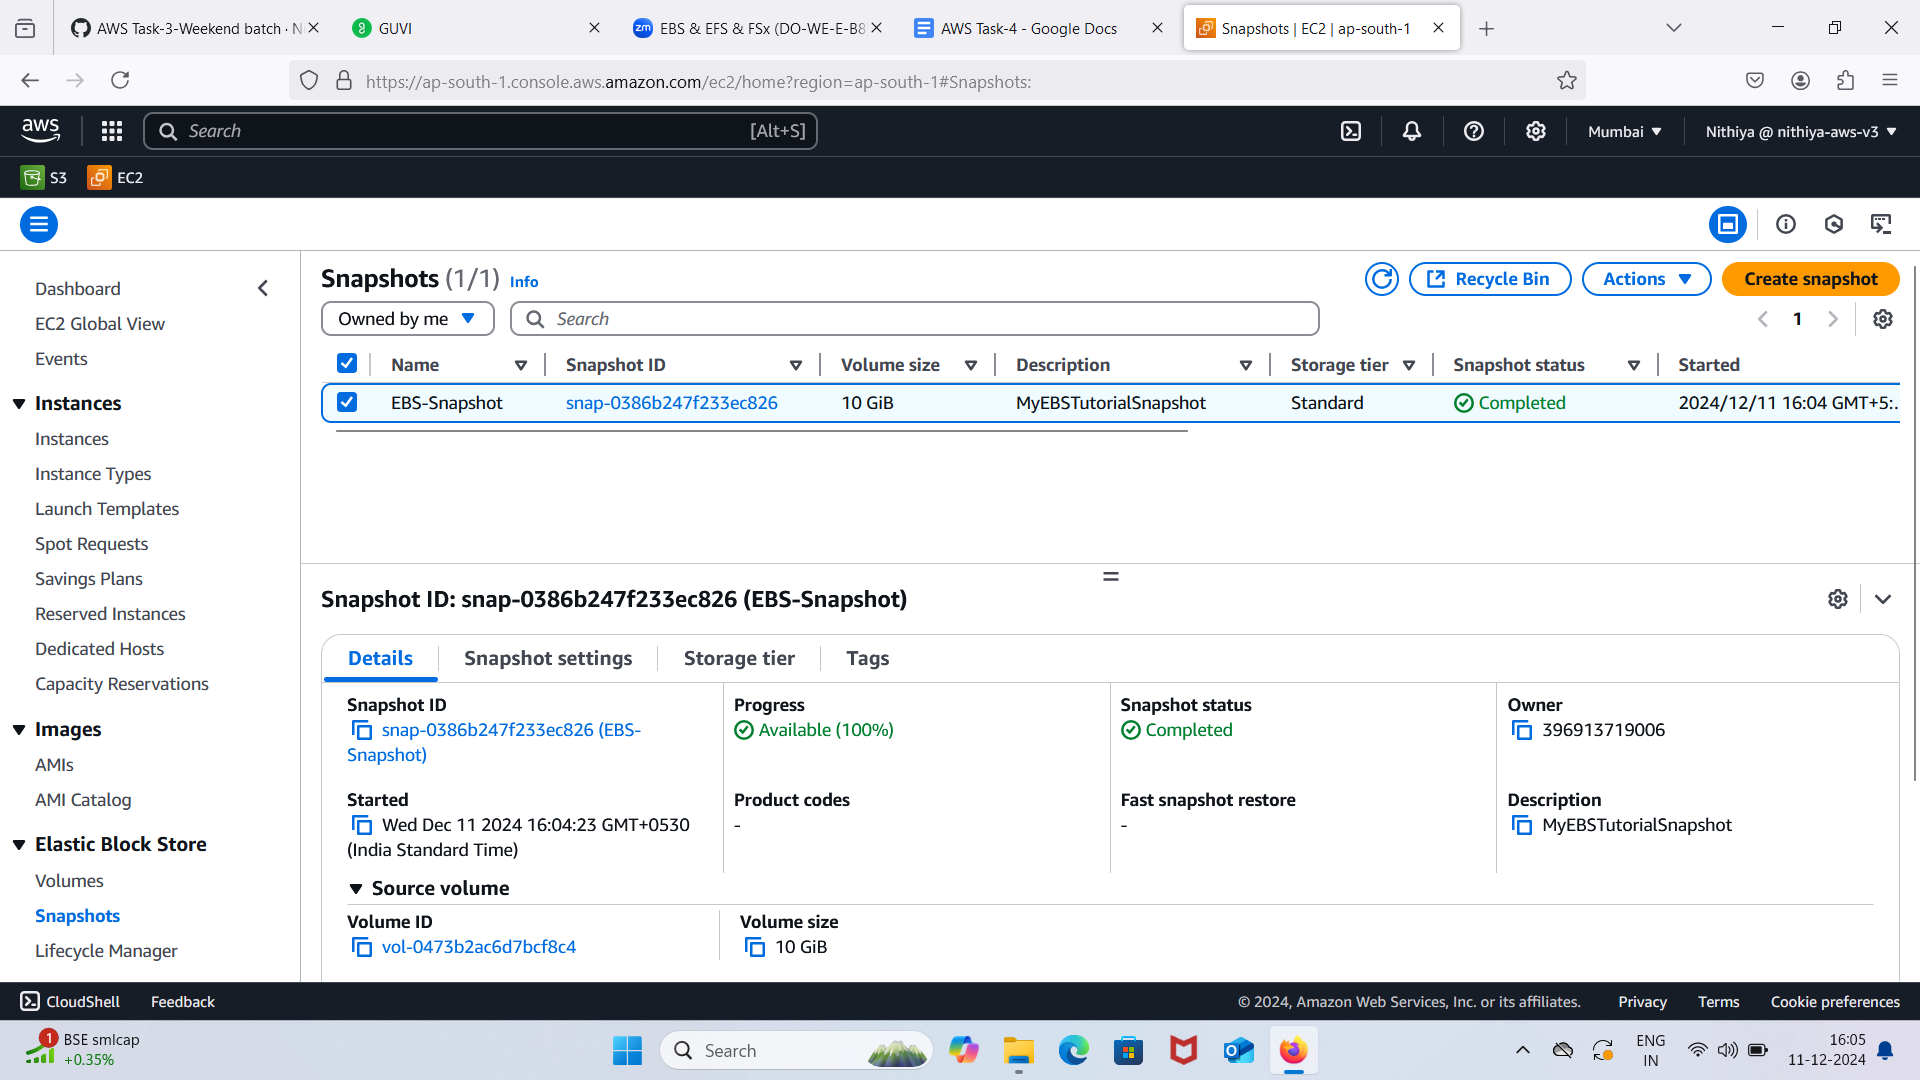 AWS Task-3-Weekend batch · N
GUVI
EBS & EFS & FSx (DO-WE-E-B8
AWS Task-4 - Google Docs
Snapshots | EC2 | ap-south-1
https://ap-south-1.console.aws.amazon.com/ec2/home?region=ap-south-1#Snapshots:
aws
Search
[Alt+S]
Mumbai
Nithiya @ nithiya-aws-v3
S3
EC2
Dashboard
EC2 Global View
Events
Instances
Instances
Instance Types
Launch Templates
Spot Requests
Savings Plans
Reserved Instances
Dedicated Hosts
Capacity Reservations
Images
AMIs
AMI Catalog
Elastic Block Store
Volumes
Snapshots
Lifecycle Manager
Snapshots (1/1) Info
Recycle Bin
Actions
Create snapshot
Owned by me
Search
1
Name
Snapshot ID
Volume size
Description
Storage tier
Snapshot status
Started
EBS-Snapshot
snap-0386b247f233ec826
10 GiB
MyEBSTutorialSnapshot
Standard
Completed
2024/12/11 16:04 GMT+5:.
Snapshot ID: snap-0386b247f233ec826 (EBS-Snapshot)
Details
Snapshot settings
Storage tier
Tags
Snapshot ID
snap-0386b247f233ec826 (EBS-
Snapshot)
Progress
Available (100%)
Snapshot status
Completed
Owner
396913719006
Started
Wed Dec 11 2024 16:04:23 GMT+0530
(India Standard Time)
Product codes
-
Fast snapshot restore
-
Description
MyEBSTutorialSnapshot
Source volume
Volume ID
vol-0473b2ac6d7bcf8c4
Volume size
10 GiB
CloudShell
Feedback
© 2024, Amazon Web Services, Inc. or its affiliates.
Privacy
Terms
Cookie preferences
1
BSE smlcap
+0.35%
Search
ENG
IN
16:05
11-12-2024